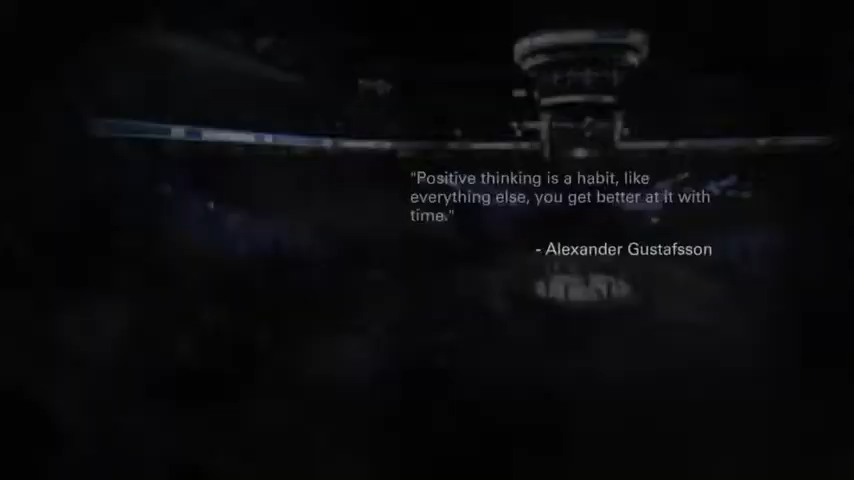 "Positive thinking is a habit, like
everything else, you get better at it with
time."
- Alexander Gustafsson